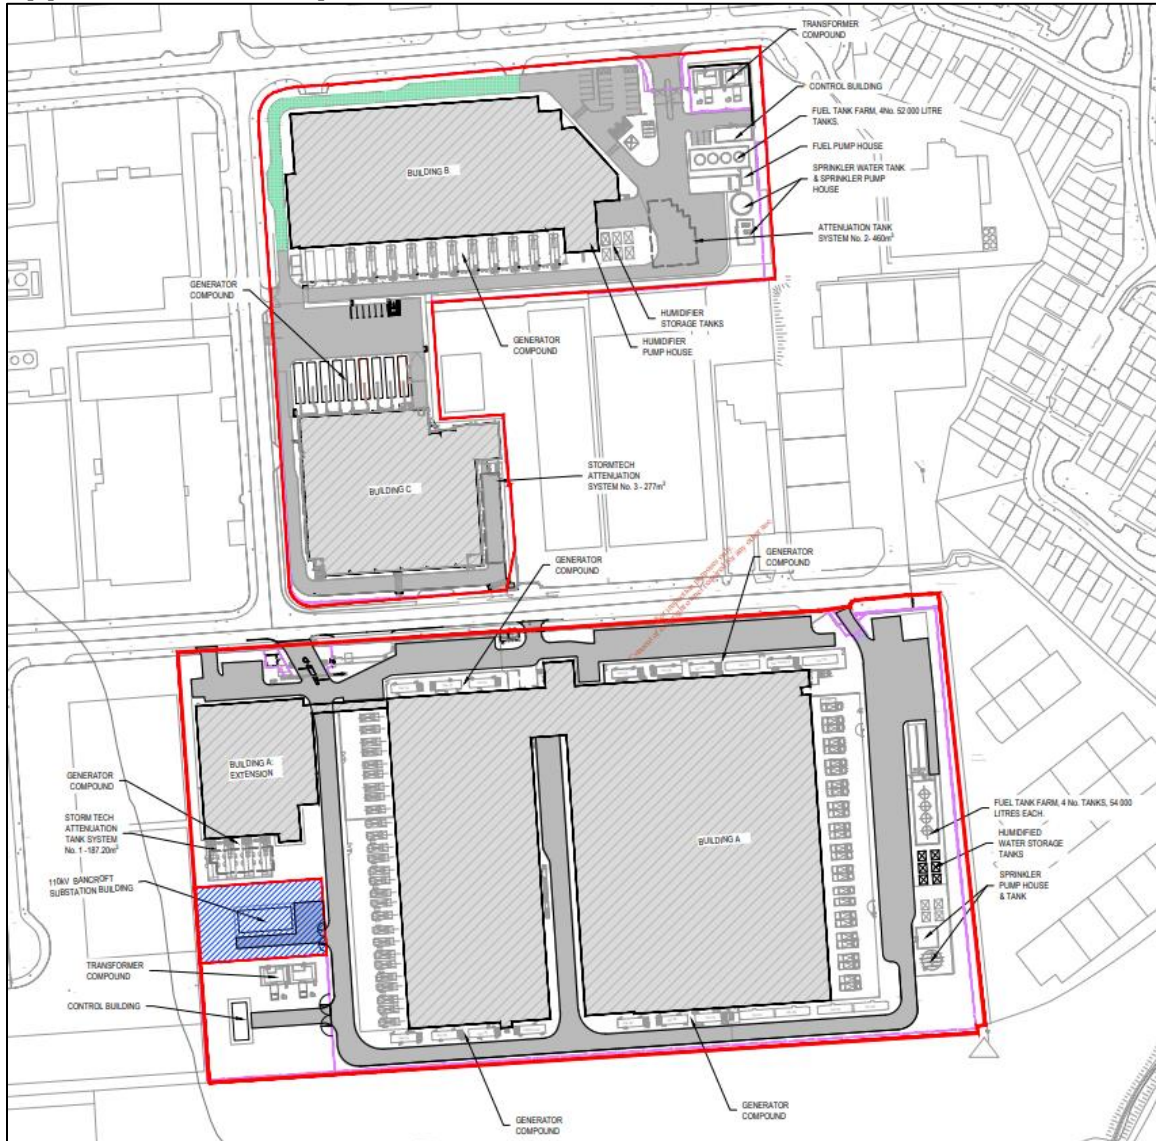 TRANSFORMER
COMPOUND
CONTROL BUILDING
FUEL TANK FARM, 4No. 52 000 LITRE
TANKS.
FUEL PUMP HOUSE
SPRINKLER WATER TANK
& SPRINKLER PUMP
HOUSE
ATTENUATION TANK
SYSTEM No. 2- 460m³
BUILDING B
GENERATOR
COMPOUND
GENERATOR
COMPOUND
HUMIDIFIER
STORAGE TANKS
HUMIDIFIER
PUMP HOUSE
BUILDING C
STORMTECH
ATTENUATION
SYSTEM No. 3 - 277m³
GENERATOR
COMPOUND
GENERATOR
COMPOUND
BUILDING A:
EXTENSION
GENERATOR
COMPOUND
STORM TECH
ATTENUATION
TANK SYSTEM
No. 1 -187.20m³
110kV BANCROFT
SUBSTATION BUILDING
TRANSFORMER
COMPOUND
CONTROL BUILDING
BUILDING A
FUEL TANK FARM, 4 No. TANKS, 54 000
LITRES EACH.
HUMIDIFIED
WATER STORAGE
TANKS
SPRINKLER
PUMP HOUSE
& TANK
GENERATOR
COMPOUND
GENERATOR
COMPOUND